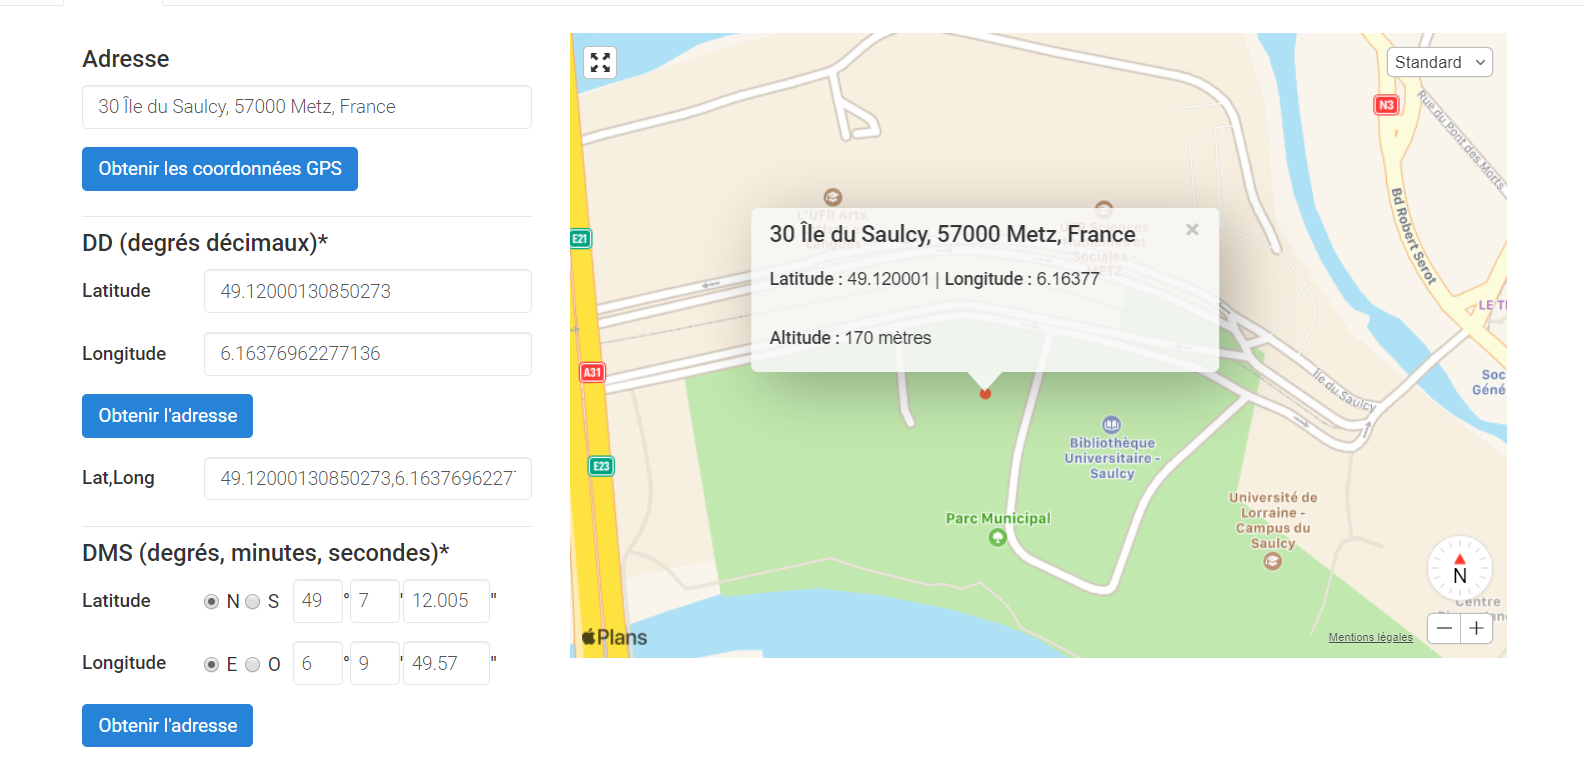 Adresse
30 Île du Saulcy, 57000 Metz, France
Obtenir les coordonnées GPS
DD (degrés décimaux)*
Latitude
49.12000130850273
Longitude
6.16376962277136
Obtenir l'adresse
Lat,Long
49.12000130850273,6.1637696227
DMS (degrés, minutes, secondes)*
Latitude
N S 49 ° 7 ' 12.005 "
Longitude
E O 6 ° 9 ' 49.57 "
Obtenir l'adresse
Standard
N3
Rue du Pont des Morts
Bd Robert Serot
E21
L'UFR Arts,
Sociales -
METZ
30 Île du Saulcy, 57000 Metz, France ×
Latitude : 49.120001 | Longitude : 6.16377
Altitude : 170 mètres
LE T
A31
Île du Saulcy
Soc
Géné
Bibliothèque
Universitaire -
Saulcy
E23
Université de
Lorraine -
Campus du
Saulcy
Parc Municipal
N
Centre
Plans
Mentions légales
− +